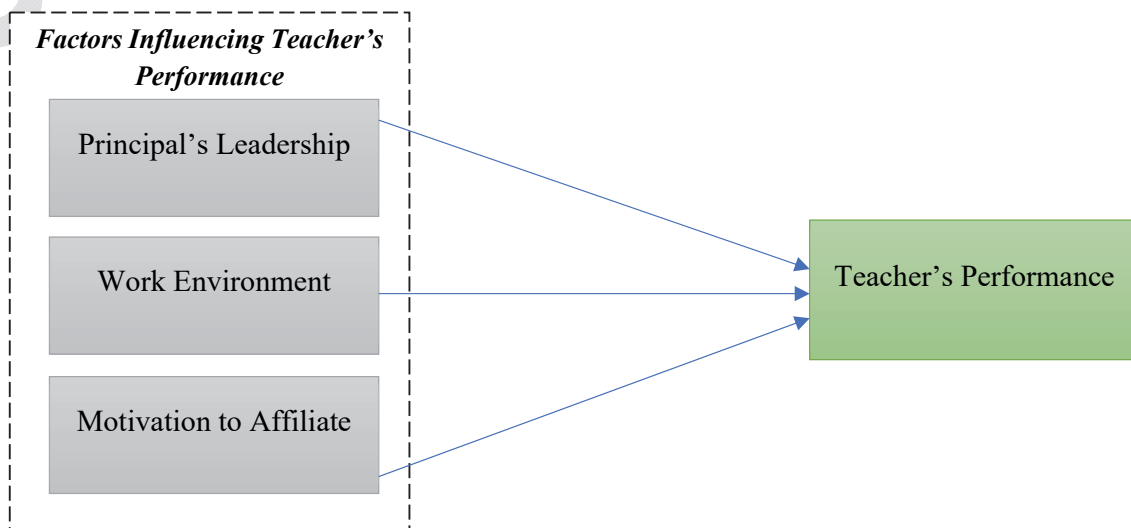 Factors Influencing Teacher’s
Performance
Principal’s Leadership
Work Environment
Motivation to Affiliate
Teacher’s Performance